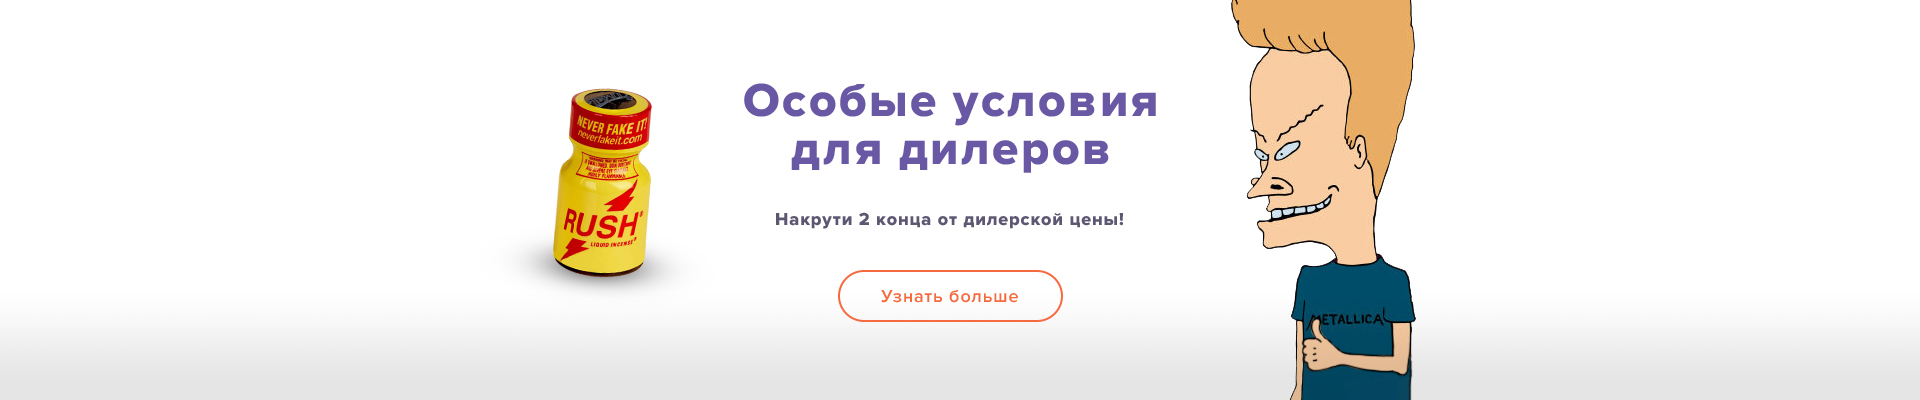 Особые условия
для дилеров
Накрути 2 конца от дилерской цены!
Узнать больше
NEVER FAKE IT!
neverfakeit.com
RUSH®
LIQUID INCENSE®
METALLICA